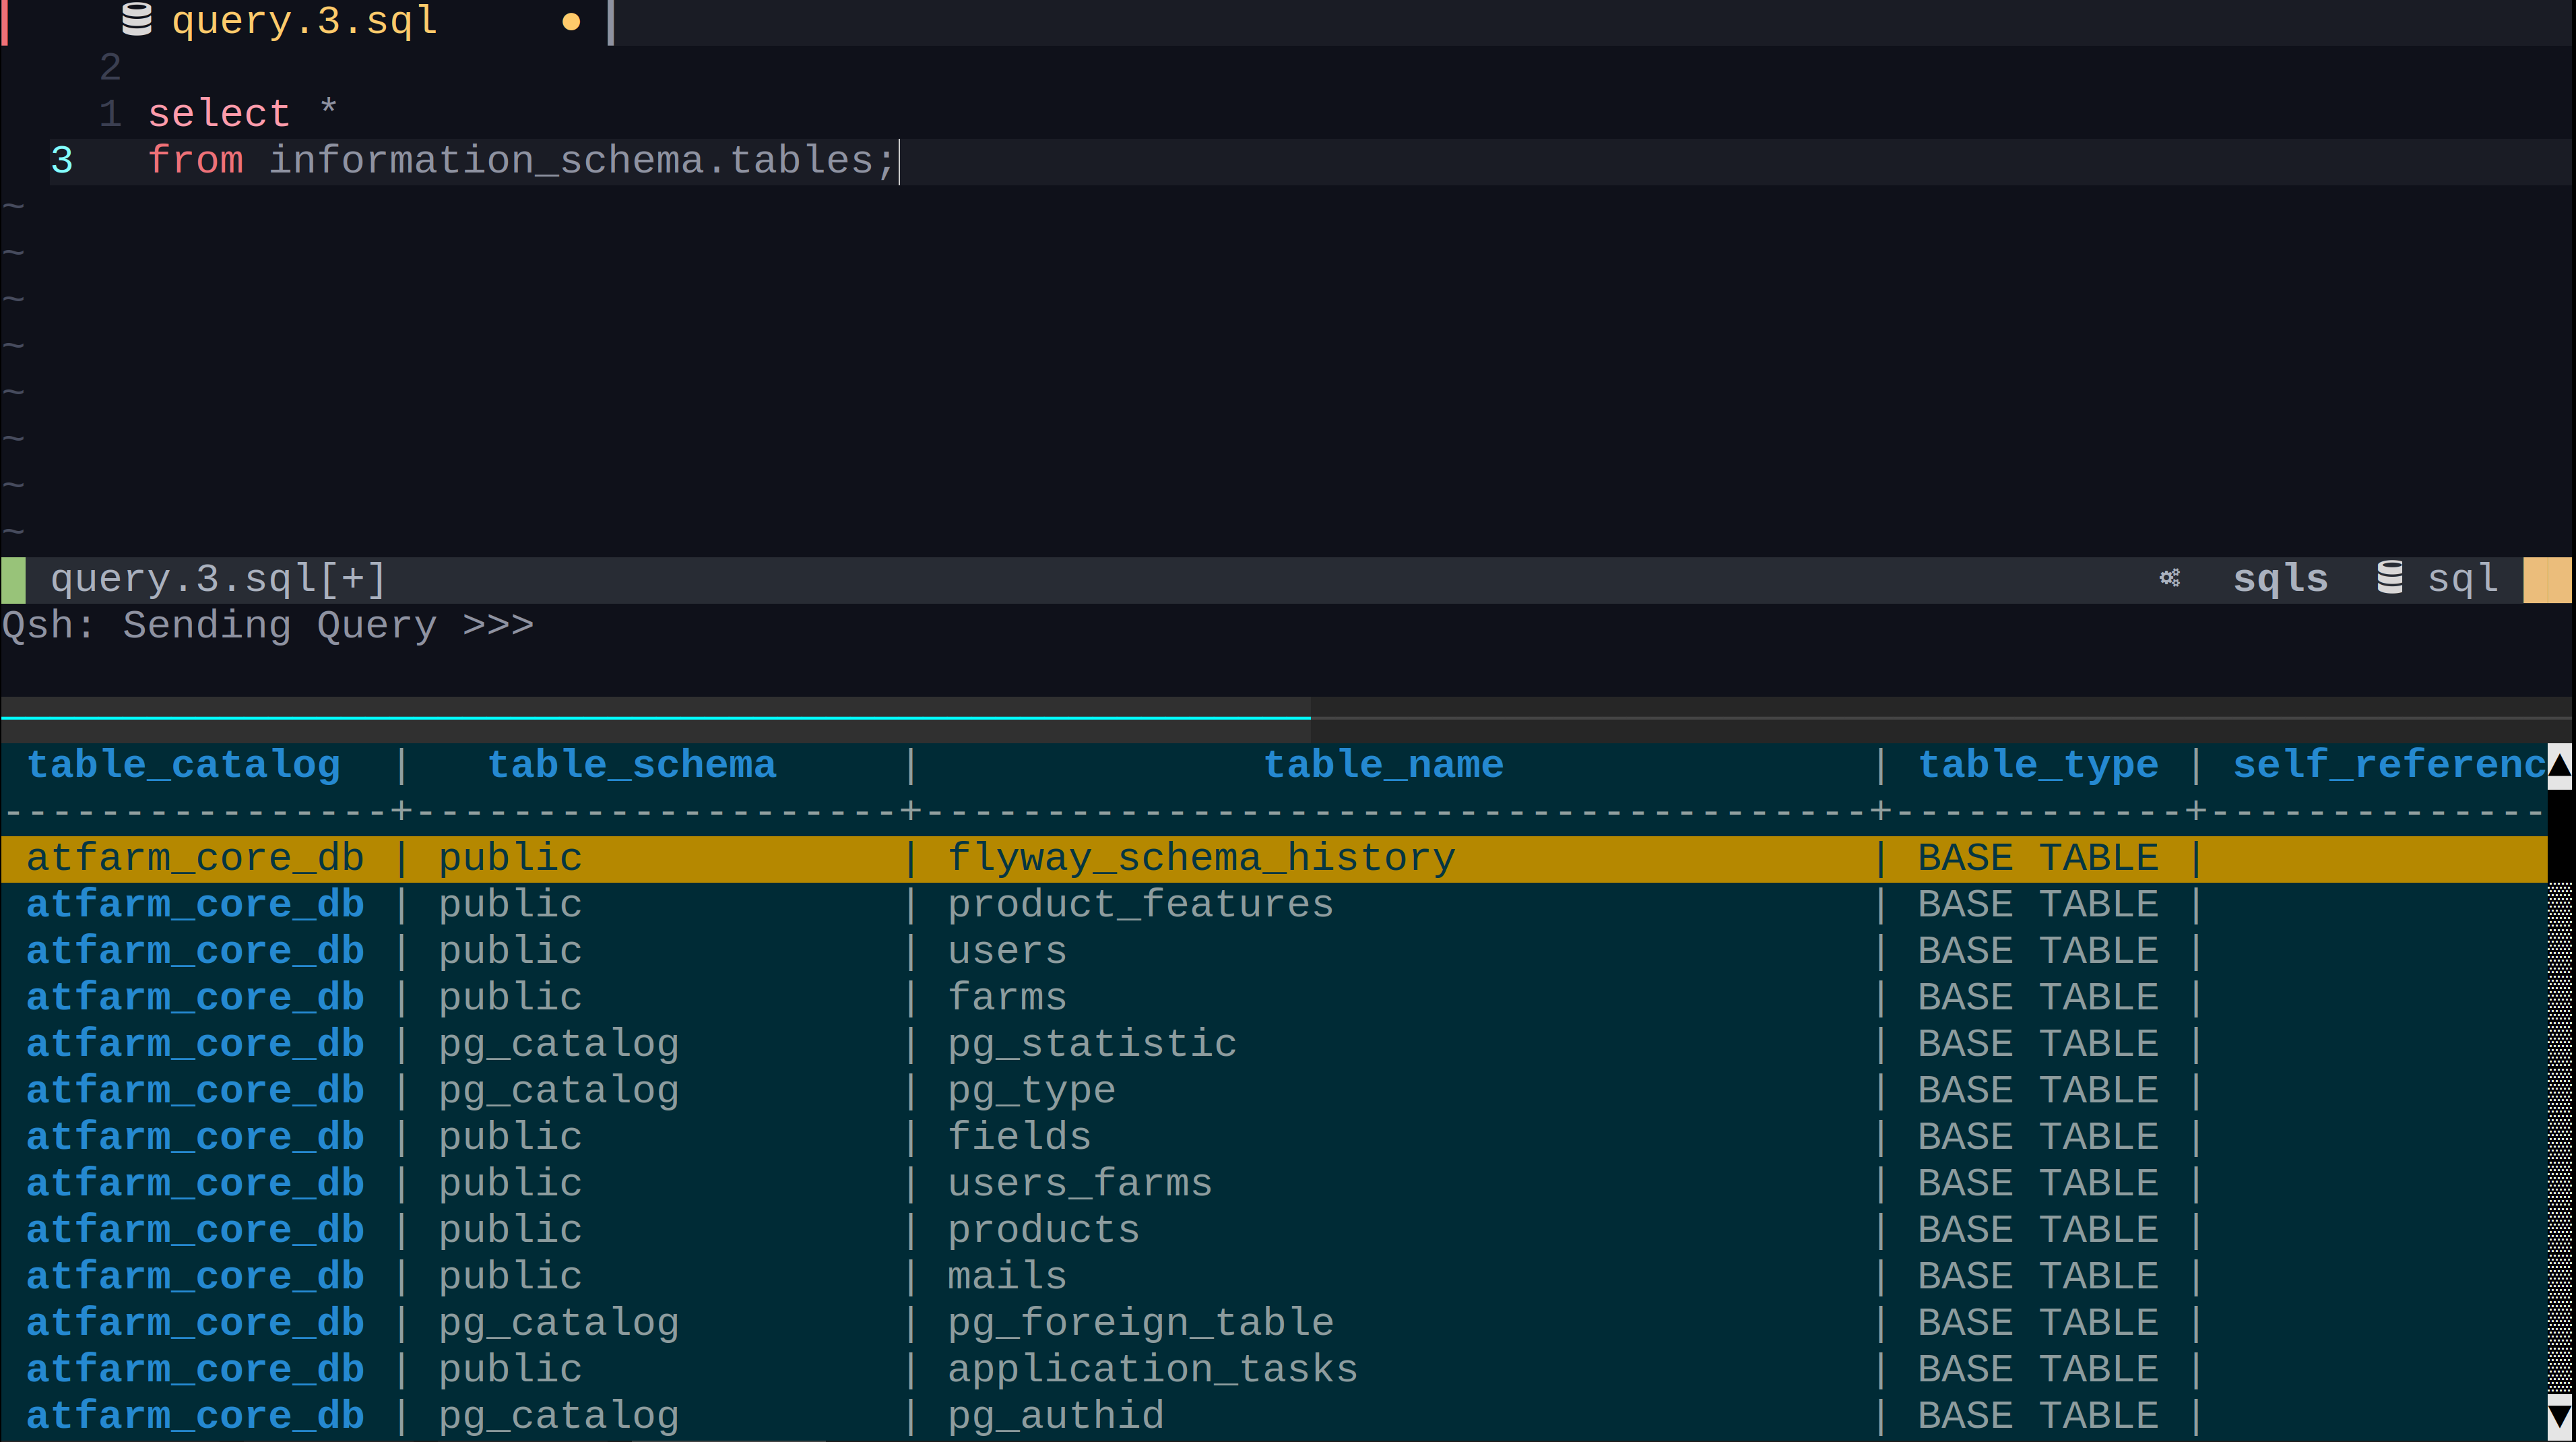 query.3.sql ●
2
1 select *
3 from information_schema.tables;
~
~
~
~
~
~
~
~
query.3.sql[+] sqls sql
Qsh: Sending Query >>>
table_catalog | table_schema | table_name | table_type | self_referenc
----------------+--------------------+---------------------------------------+------------+--------------
atfarm_core_db | public | flyway_schema_history | BASE TABLE |
atfarm_core_db | public | product_features | BASE TABLE |
atfarm_core_db | public | users | BASE TABLE |
atfarm_core_db | public | farms | BASE TABLE |
atfarm_core_db | pg_catalog | pg_statistic | BASE TABLE |
atfarm_core_db | pg_catalog | pg_type | BASE TABLE |
atfarm_core_db | public | fields | BASE TABLE |
atfarm_core_db | public | users_farms | BASE TABLE |
atfarm_core_db | public | products | BASE TABLE |
atfarm_core_db | public | mails | BASE TABLE |
atfarm_core_db | pg_catalog | pg_foreign_table | BASE TABLE |
atfarm_core_db | public | application_tasks | BASE TABLE |
atfarm_core_db | pg_catalog | pg_authid | BASE TABLE |